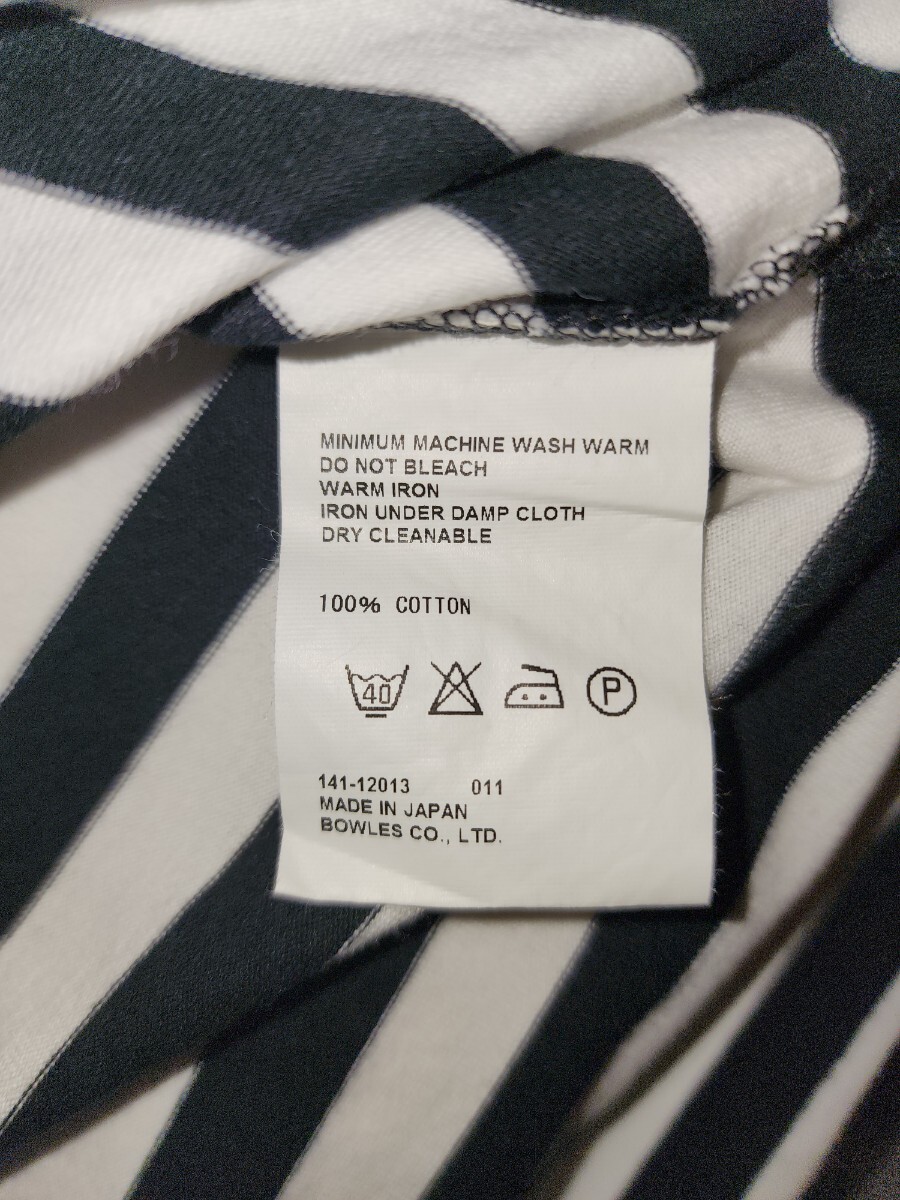 MINIMUM MACHINE WASH WARM
DO NOT BLEACH
WARM IRON
IRON UNDER DAMP CLOTH
DRY CLEANABLE
100% COTTON
40 P
141-12013 011
MADE IN JAPAN
BOWLES CO., LTD.